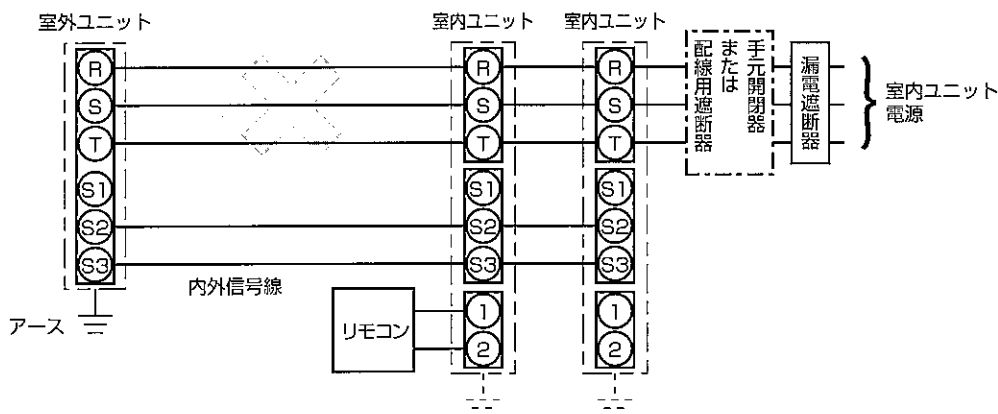 室外ユニット
室内ユニット
室内ユニット
R
S
T
S1
S2
S3
R
S
T
S1
S2
S3
1
2
R
S
T
S1
S2
S3
1
2
手元開閉器
または
配線用遮断器
漏電遮断器
室内ユニット
電源
内外信号線
アース
リモコン